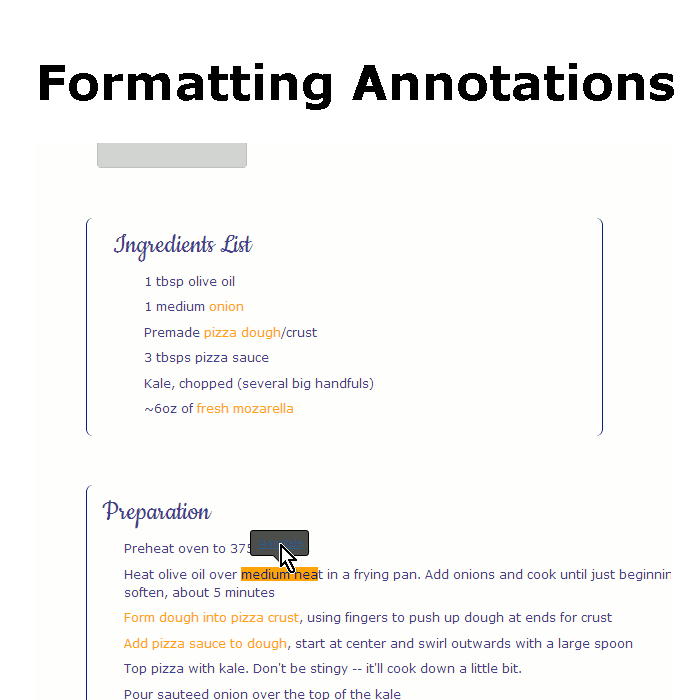 Formatting Annotations
Ingredients List
1 tbsp olive oil
1 medium onion
Premade pizza dough/crust
3 tbsps pizza sauce
Kale, chopped (several big handfuls)
~6oz of fresh mozarella
Preparation
Preheat oven to 375
Heat olive oil over medium heat in a frying pan. Add onions and cook until just beginnin
soften, about 5 minutes
Form dough into pizza crust, using fingers to push up dough at ends for crust
Add pizza sauce to dough, start at center and swirl outwards with a large spoon
Top pizza with kale. Don't be stingy -- it'll cook down a little bit.
Pour sauteed onion over the top of the kale